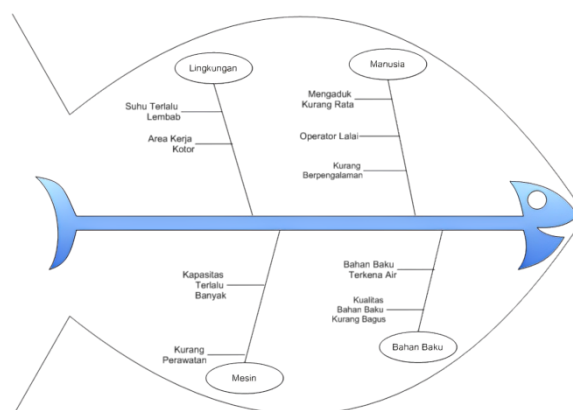 Lingkungan
Suhu Terlalu
Lembab
Area Kerja
Kotor
Manusia
Mengaduk
Kurang Rata
Operator Lalai
Kurang
Berpengalaman
Kapasitas
Terlalu
Banyak
Kurang
Perawatan
Mesin
Bahan Baku
Terkena Air
Kualitas
Bahan Baku
Kurang Bagus
Bahan Baku